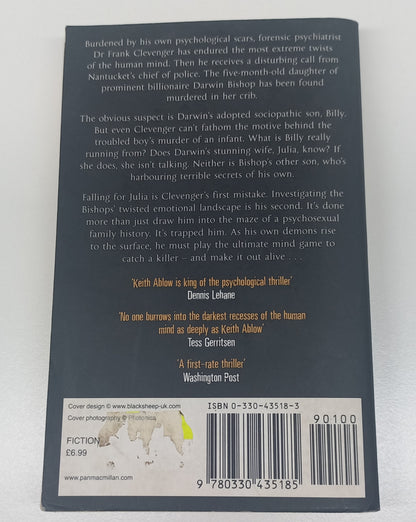 Burdened by his own psychological scars, forensic psychiatrist
Dr Frank Clevenger has endured the most extreme twists
of the human mind. Then he receives a disturbing call from
Nantucket's chief of police. The five-month-old daughter of
prominent billionaire Darwin Bishop has been found
murdered in her crib.
The obvious suspect is Darwin's adopted sociopathic son, Billy.
But even Clevenger can't fathom the motive behind the
troubled boy's murder of an infant. What is Billy really
running from? Does Darwin's stunning wife, Julia, know? If
she does, she isn't talking. Neither is Bishop's other son, who's
harbouring terrible secrets of his own.
Falling for Julia is Clevenger's first mistake. Investigating the
Bishops' twisted emotional landscape is his second. It's done
more than just draw him into the maze of a psychosexual
family history. It's trapped him. As his own demons rise
to the surface, he must play the ultimate mind game to
catch a killer – and make it out alive . . .
'Keith Ablow is king of the psychological thriller'
Dennis Lehane
'No one burrows into the darkest recesses of the human
mind as deeply as Keith Ablow'
Tess Gerritsen
'A first-rate thriller'
Washington Post
Cover design © www.blacksheep-uk.com
Cover photography © Photonica
FICTION
£6.99
www.panmacmillan.com
ISBN 0-330-43518-3
90100
9 780330 435185